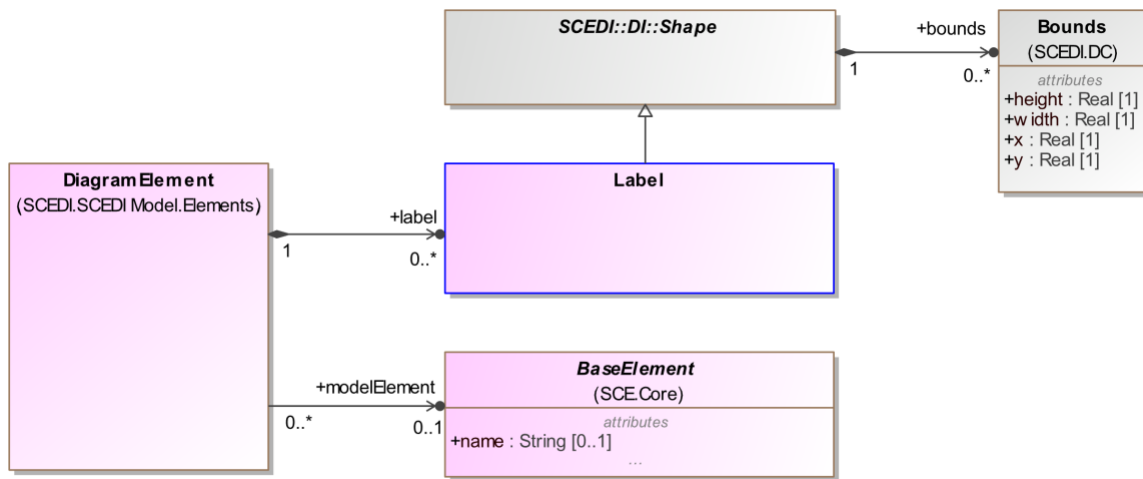 SCEDI::DI::Shape
+bounds
1
0..*
Bounds
(SCEDI.DC)
attributes
+height : Real [1]
+width : Real [1]
+x : Real [1]
+y : Real [1]
DiagramElement
(SCEDI.SCEDI Model.Elements)
+label
1
0..*
Label
+modelElement
0..*
0..1
BaseElement
(SCE.Core)
attributes
+name : String [0..1]
...